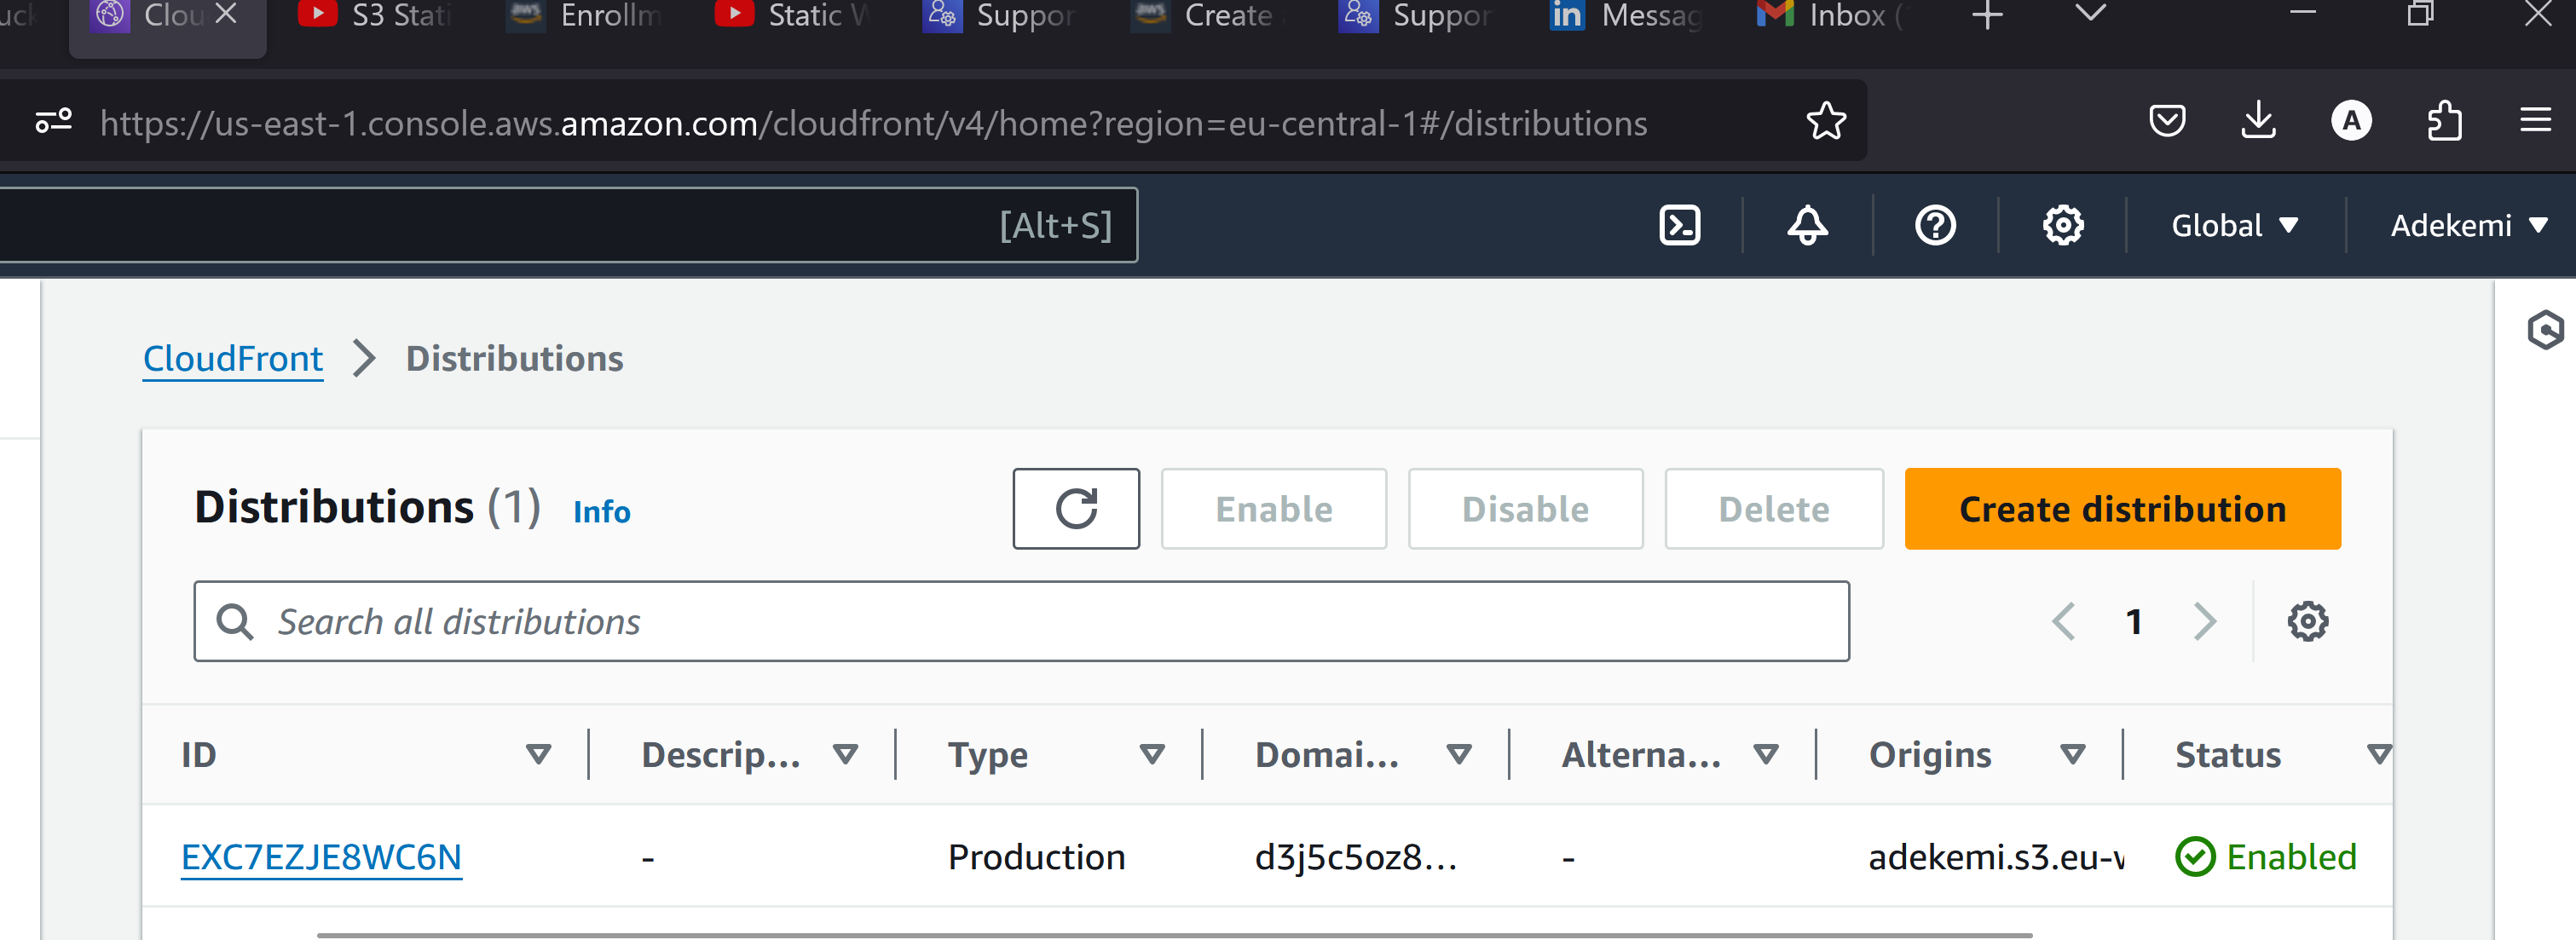 Clou S3 Stati Enrollm Static W Suppor Create Suppor Messag Inbox (
https://us-east-1.console.aws.amazon.com/cloudfront/v4/home?region=eu-central-1#/distributions
[Alt+S] Global Adekemi
CloudFront Distributions
Distributions (1) Info Enable Disable Delete Create distribution
Search all distributions 1
ID Descrip... Type Domai... Alterna... Origins Status
EXC7EZJE8WC6N - Production d3j5c5oz8... - adekemi.s3.eu- Enabled